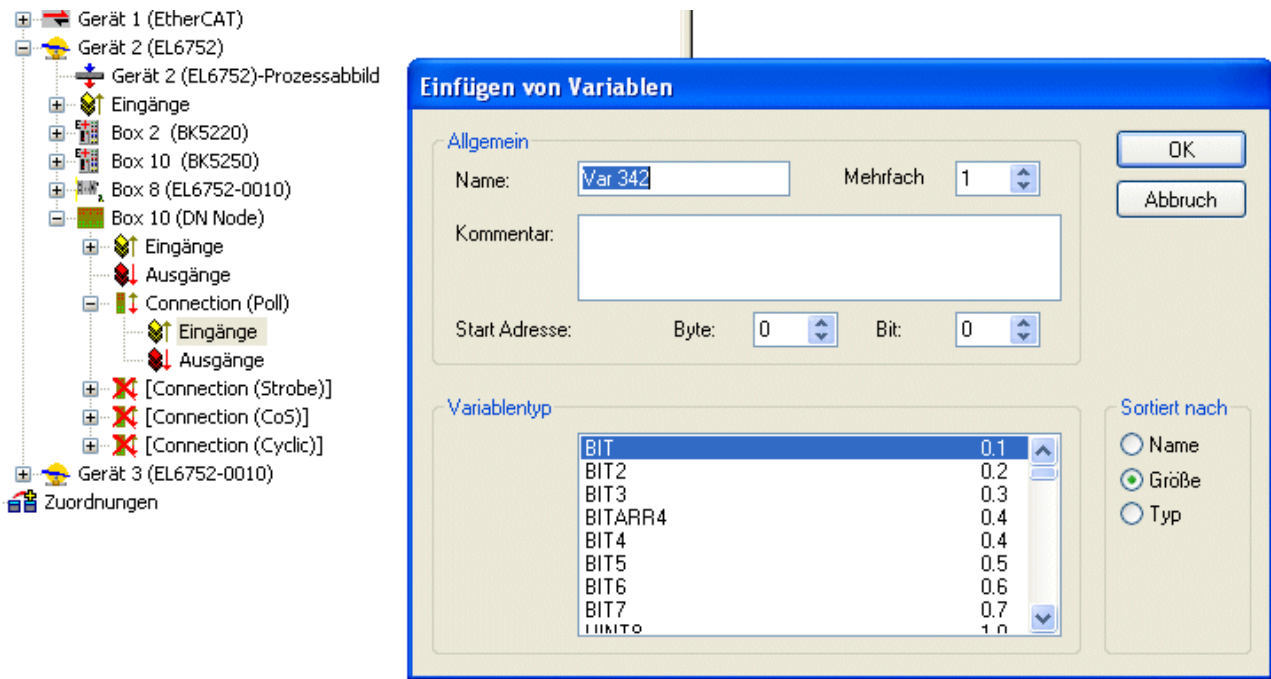 Gerät 1 (EtherCAT)
Gerät 2 (EL6752)
Gerät 2 (EL6752)-Prozessabbild
Eingänge
Box 2 (BK5220)
Box 10 (BK5250)
Box 8 (EL6752-0010)
Box 10 (DN Node)
Eingänge
Ausgänge
Connection (Poll)
Eingänge
Ausgänge
[Connection (Strobe)]
[Connection (CoS)]
[Connection (Cyclic)]
Gerät 3 (EL6752-0010)
Zuordnungen
Einfügen von Variablen
Allgemein
Name: Var 342 Mehrfach 1
Kommentar:
Start Adresse: Byte: 0 Bit: 0
OK
Abbruch
Variablentyp
BIT 0.1
BIT2 0.2
BIT3 0.3
BITARR4 0.4
BIT4 0.4
BIT5 0.5
BIT6 0.6
BIT7 0.7
UINT8 1.0
Sortiert nach
Name
Größe
Typ